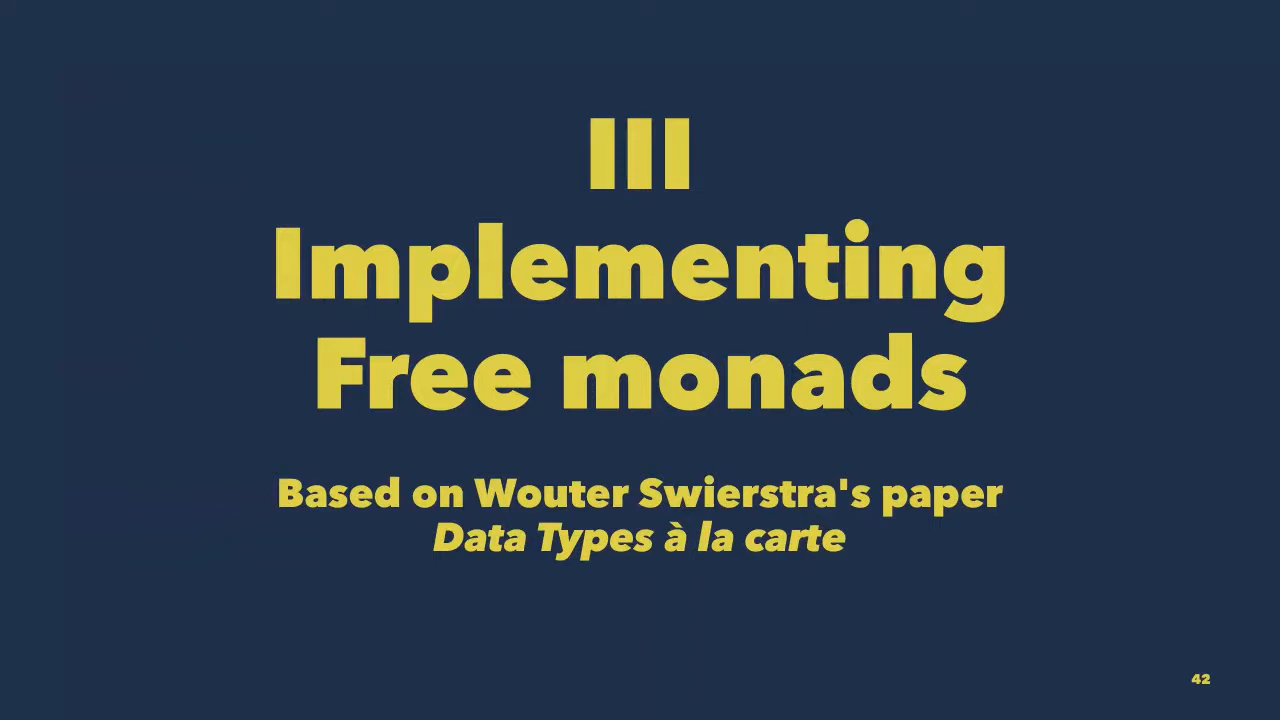 III
Implementing
Free monads
Based on Wouter Swierstra's paper
Data Types à la carte
42